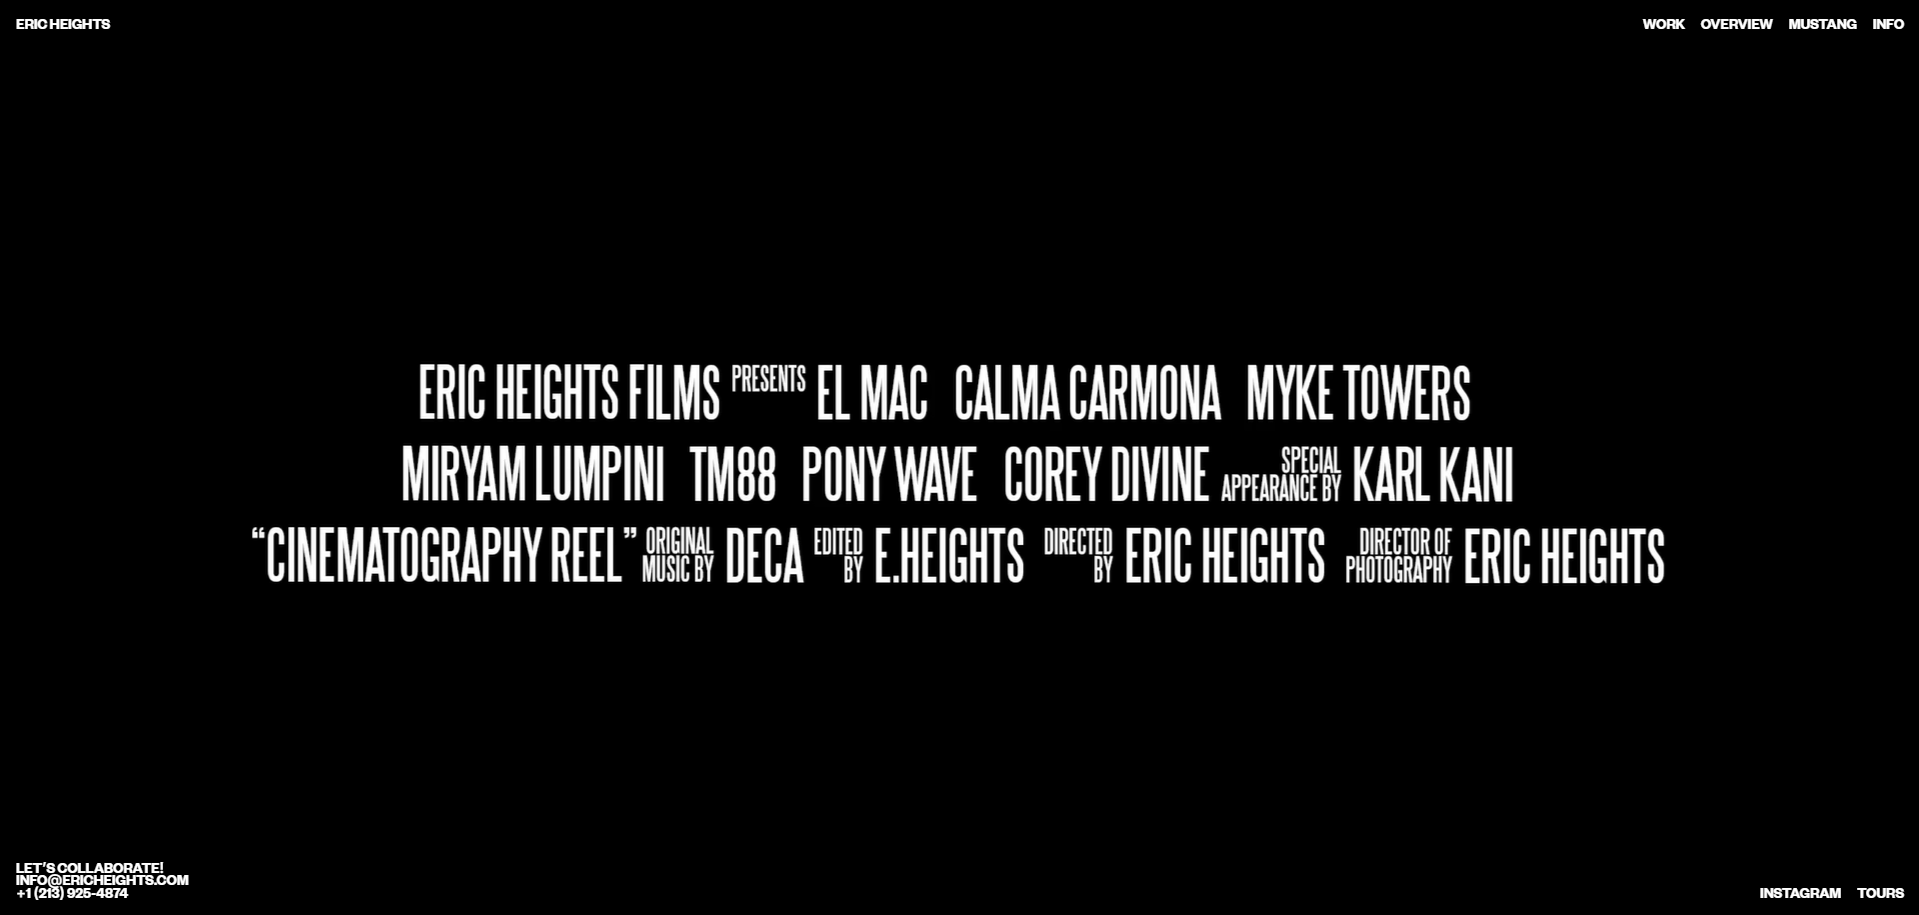 ERIC HEIGHTS
WORK OVERVIEW MUSTANG INFO
ERIC HEIGHTS FILMS PRESENTS EL MAC CALMA CARMONA MYKE TOWERS
MIRYAM LUMPINI TM88 PONY WAVE COREY DIVINE SPECIAL APPEARANCE BY KARL KANI
“CINEMATOGRAPHY REEL” ORIGINAL MUSIC BY DECA EDITED BY E.HEIGHTS DIRECTED BY ERIC HEIGHTS DIRECTOR OF PHOTOGRAPHY ERIC HEIGHTS
LET'S COLLABORATE!
INFO@ERICHEIGHTS.COM
+1 (213) 925-4874
INSTAGRAM TOURS